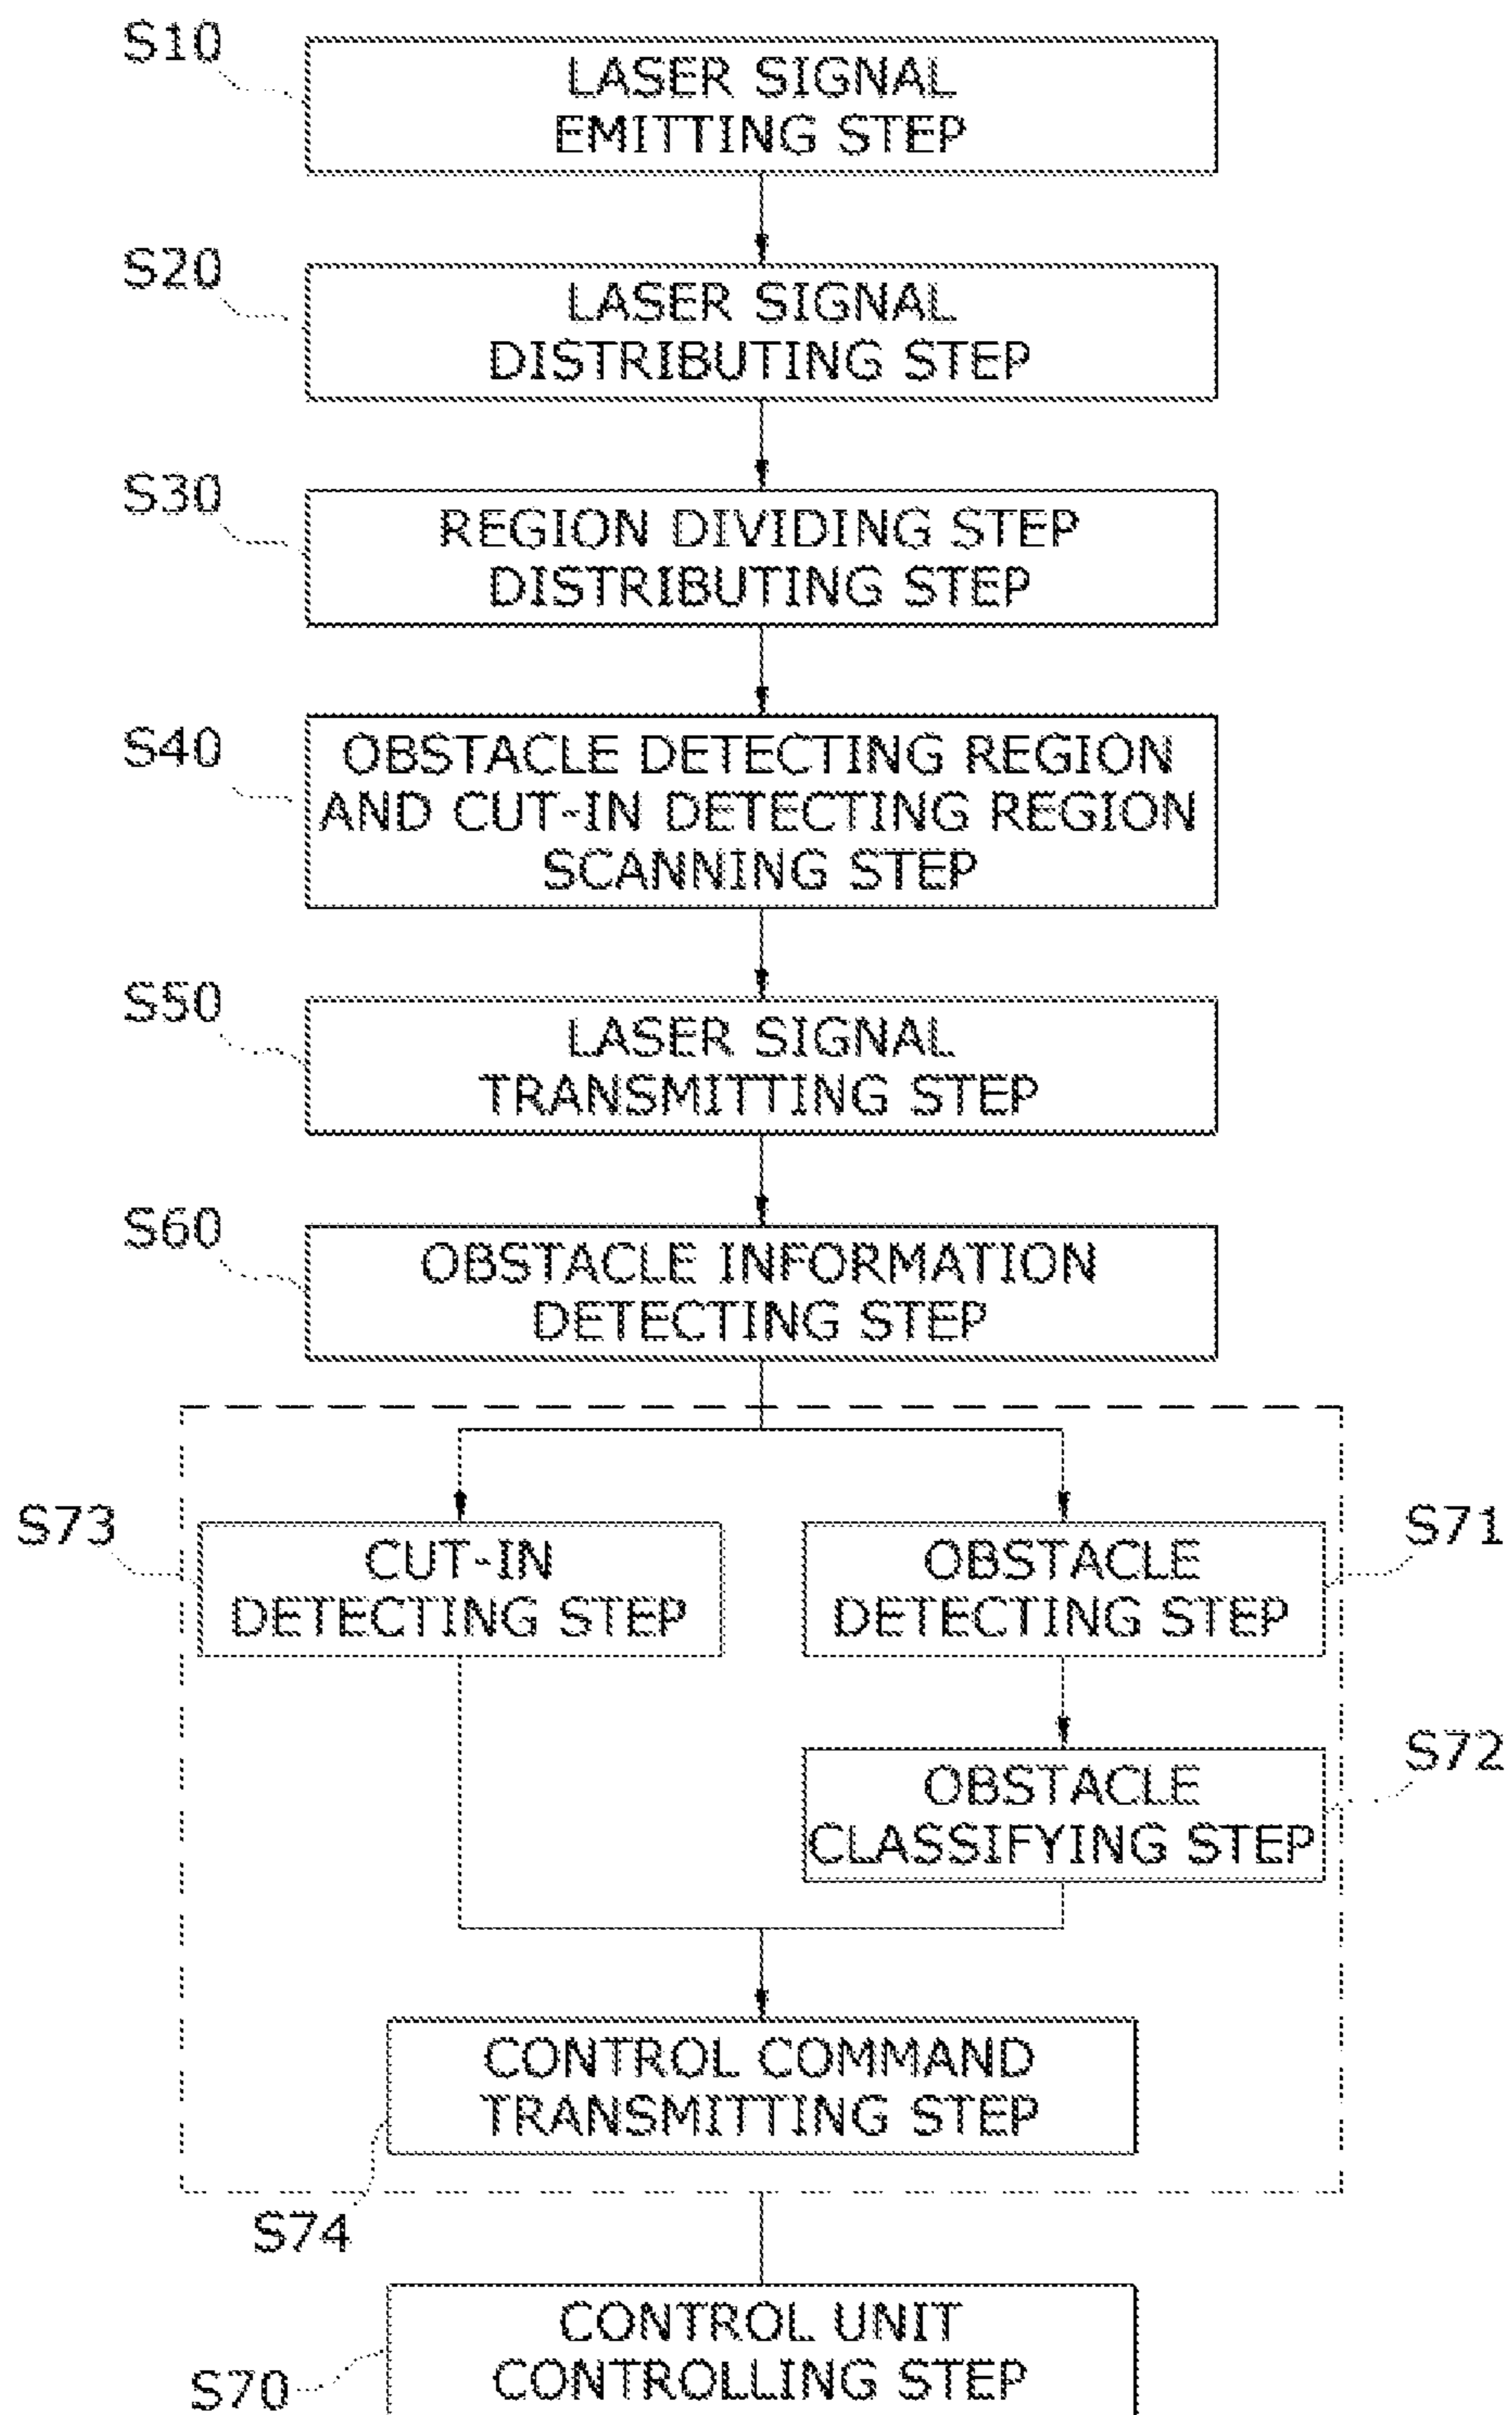 S10
LASER SIGNAL
EMITTING STEP
S20
LASER SIGNAL
DISTRIBUTING STEP
S30
REGION DIVIDING STEP
DISTRIBUTING STEP
S40
OBSTACLE DETECTING REGION
AND CUT-IN DETECTING REGION
SCANNING STEP
S50
LASER SIGNAL
TRANSMITTING STEP
S60
OBSTACLE INFORMATION
DETECTING STEP
S73
CUT-IN
DETECTING STEP
OBSTACLE
DETECTING STEP
S71
OBSTACLE
CLASSIFYING STEP
S72
CONTROL COMMAND
TRANSMITTING STEP
S74
CONTROL UNIT
CONTROLLING STEP
S70